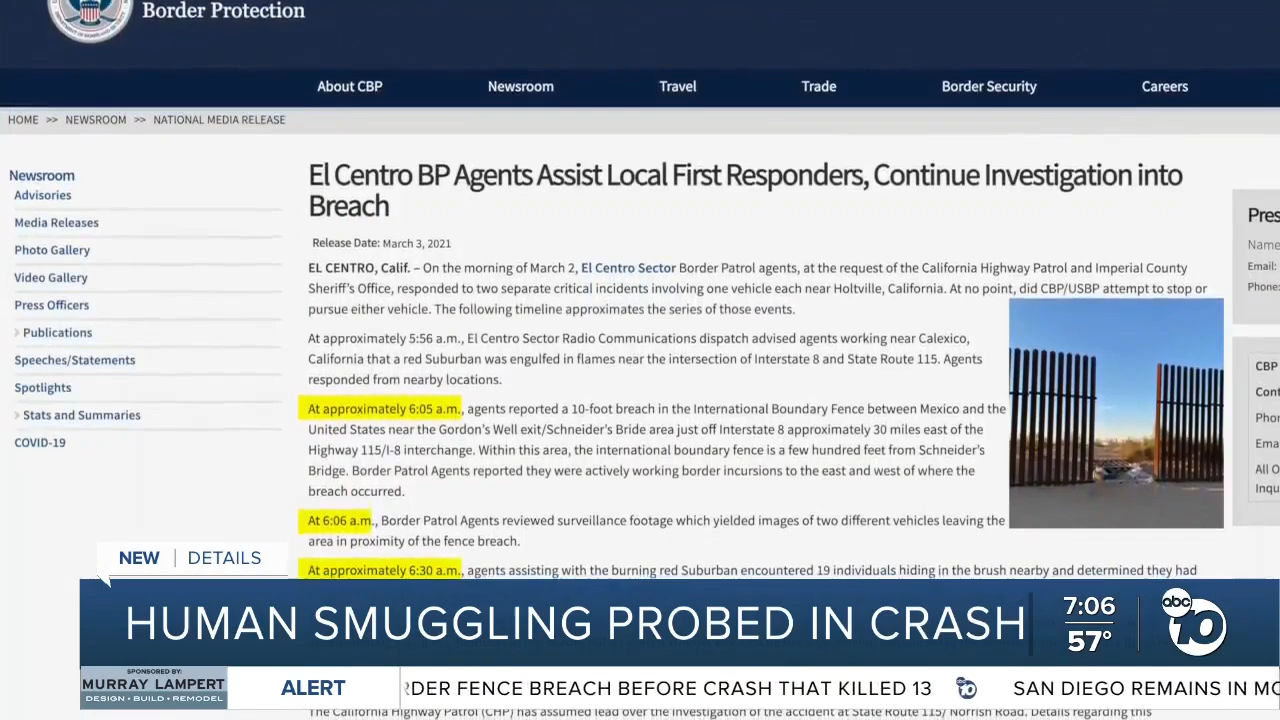 Border Protection
About CBP
Newsroom
Travel
Trade
Border Security
Careers
HOME >> NEWSROOM >> NATIONAL MEDIA RELEASE
Newsroom
Advisories
Media Releases
Photo Gallery
Video Gallery
Press Officers
Publications
Speeches/Statements
Spotlights
Stats and Summaries
COVID-19
El Centro BP Agents Assist Local First Responders, Continue Investigation into
Breach
Release Date: March 3, 2021
EL CENTRO, Calif. – On the morning of March 2, El Centro Sector Border Patrol agents, at the request of the California Highway Patrol and Imperial County
Sheriff's Office, responded to two separate critical incidents involving one vehicle each near Holtville, California. At no point, did CBP/USBP attempt to stop or
pursue either vehicle. The following timeline approximates the series of those events.
At approximately 5:56 a.m., El Centro Sector Radio Communications dispatch advised agents working near Calexico,
California that a red Suburban was engulfed in flames near the intersection of Interstate 8 and State Route 115. Agents
responded from nearby locations.
At approximately 6:05 a.m., agents reported a 10-foot breach in the International Boundary Fence between Mexico and the
United States near the Gordon's Well exit/Schneider's Bride area just off Interstate 8 approximately 30 miles east of the
Highway 115/I-8 interchange. Within this area, the international boundary fence is a few hundred feet from Schneider's
Bridge. Border Patrol Agents reported they were actively working border incursions to the east and west of where the
breach occurred.
At 6:06 a.m., Border Patrol Agents reviewed surveillance footage which yielded images of two different vehicles leaving the
area in proximity of the fence breach.
At approximately 6:30 a.m., agents assisting with the burning red Suburban encountered 19 individuals hiding in the brush nearby and determined they had
Pres
Name
Email:
Phone:
CBP
Cont
Pho
Ema
All O
Inqu
NEW | DETAILS
HUMAN SMUGGLING PROBED IN CRASH
7:06
57°
abc
10
SPONSORED BY:
MURRAY LAMPERT
DESIGN • BUILD • REMODEL
ALERT
RDER FENCE BREACH BEFORE CRASH THAT KILLED 13
abc 10
SAN DIEGO REMAINS IN MO
The California Highway Patrol (CHP) has assumed lead over the investigation of the accident at State Route 115/ Norrish Road. Details regarding this